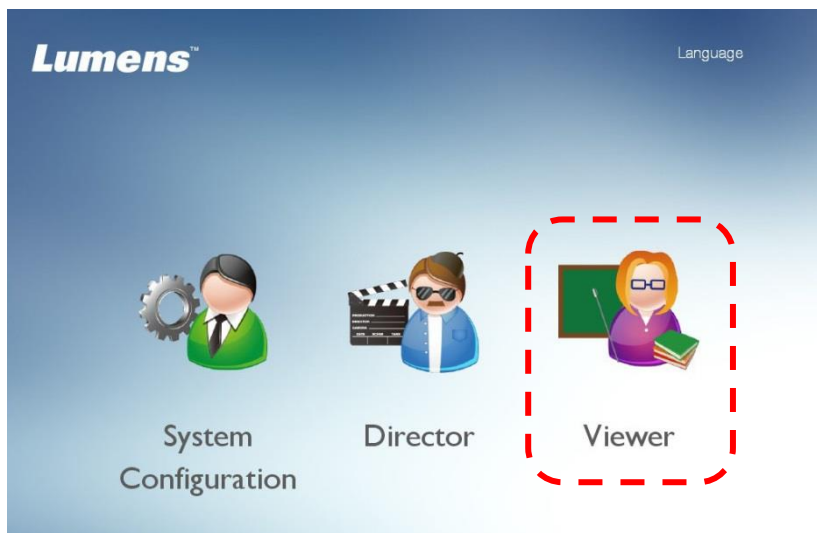 Lumens™
Language
System
Configuration
Director
Viewer